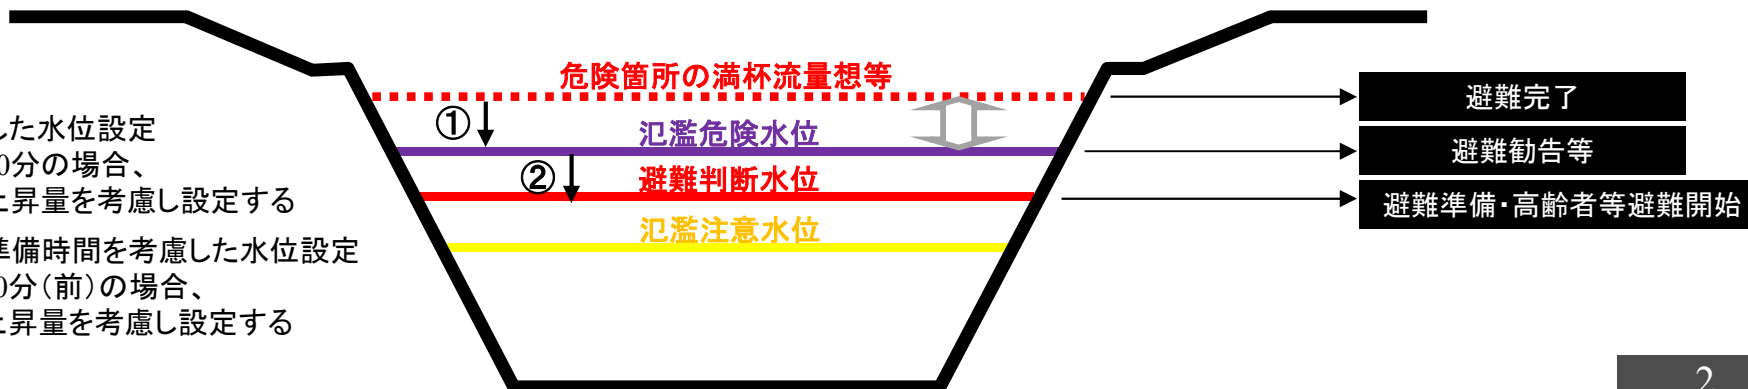 危険箇所の満杯流量想等
避難完了
①
氾濫危険水位
した水位設定
0分の場合、
上昇量を考慮し設定する
避難勧告等
②
避難判断水位
避難準備・高齢者等避難開始
氾濫注意水位
準備時間を考慮した水位設定
0分(前)の場合、
上昇量を考慮し設定する
2